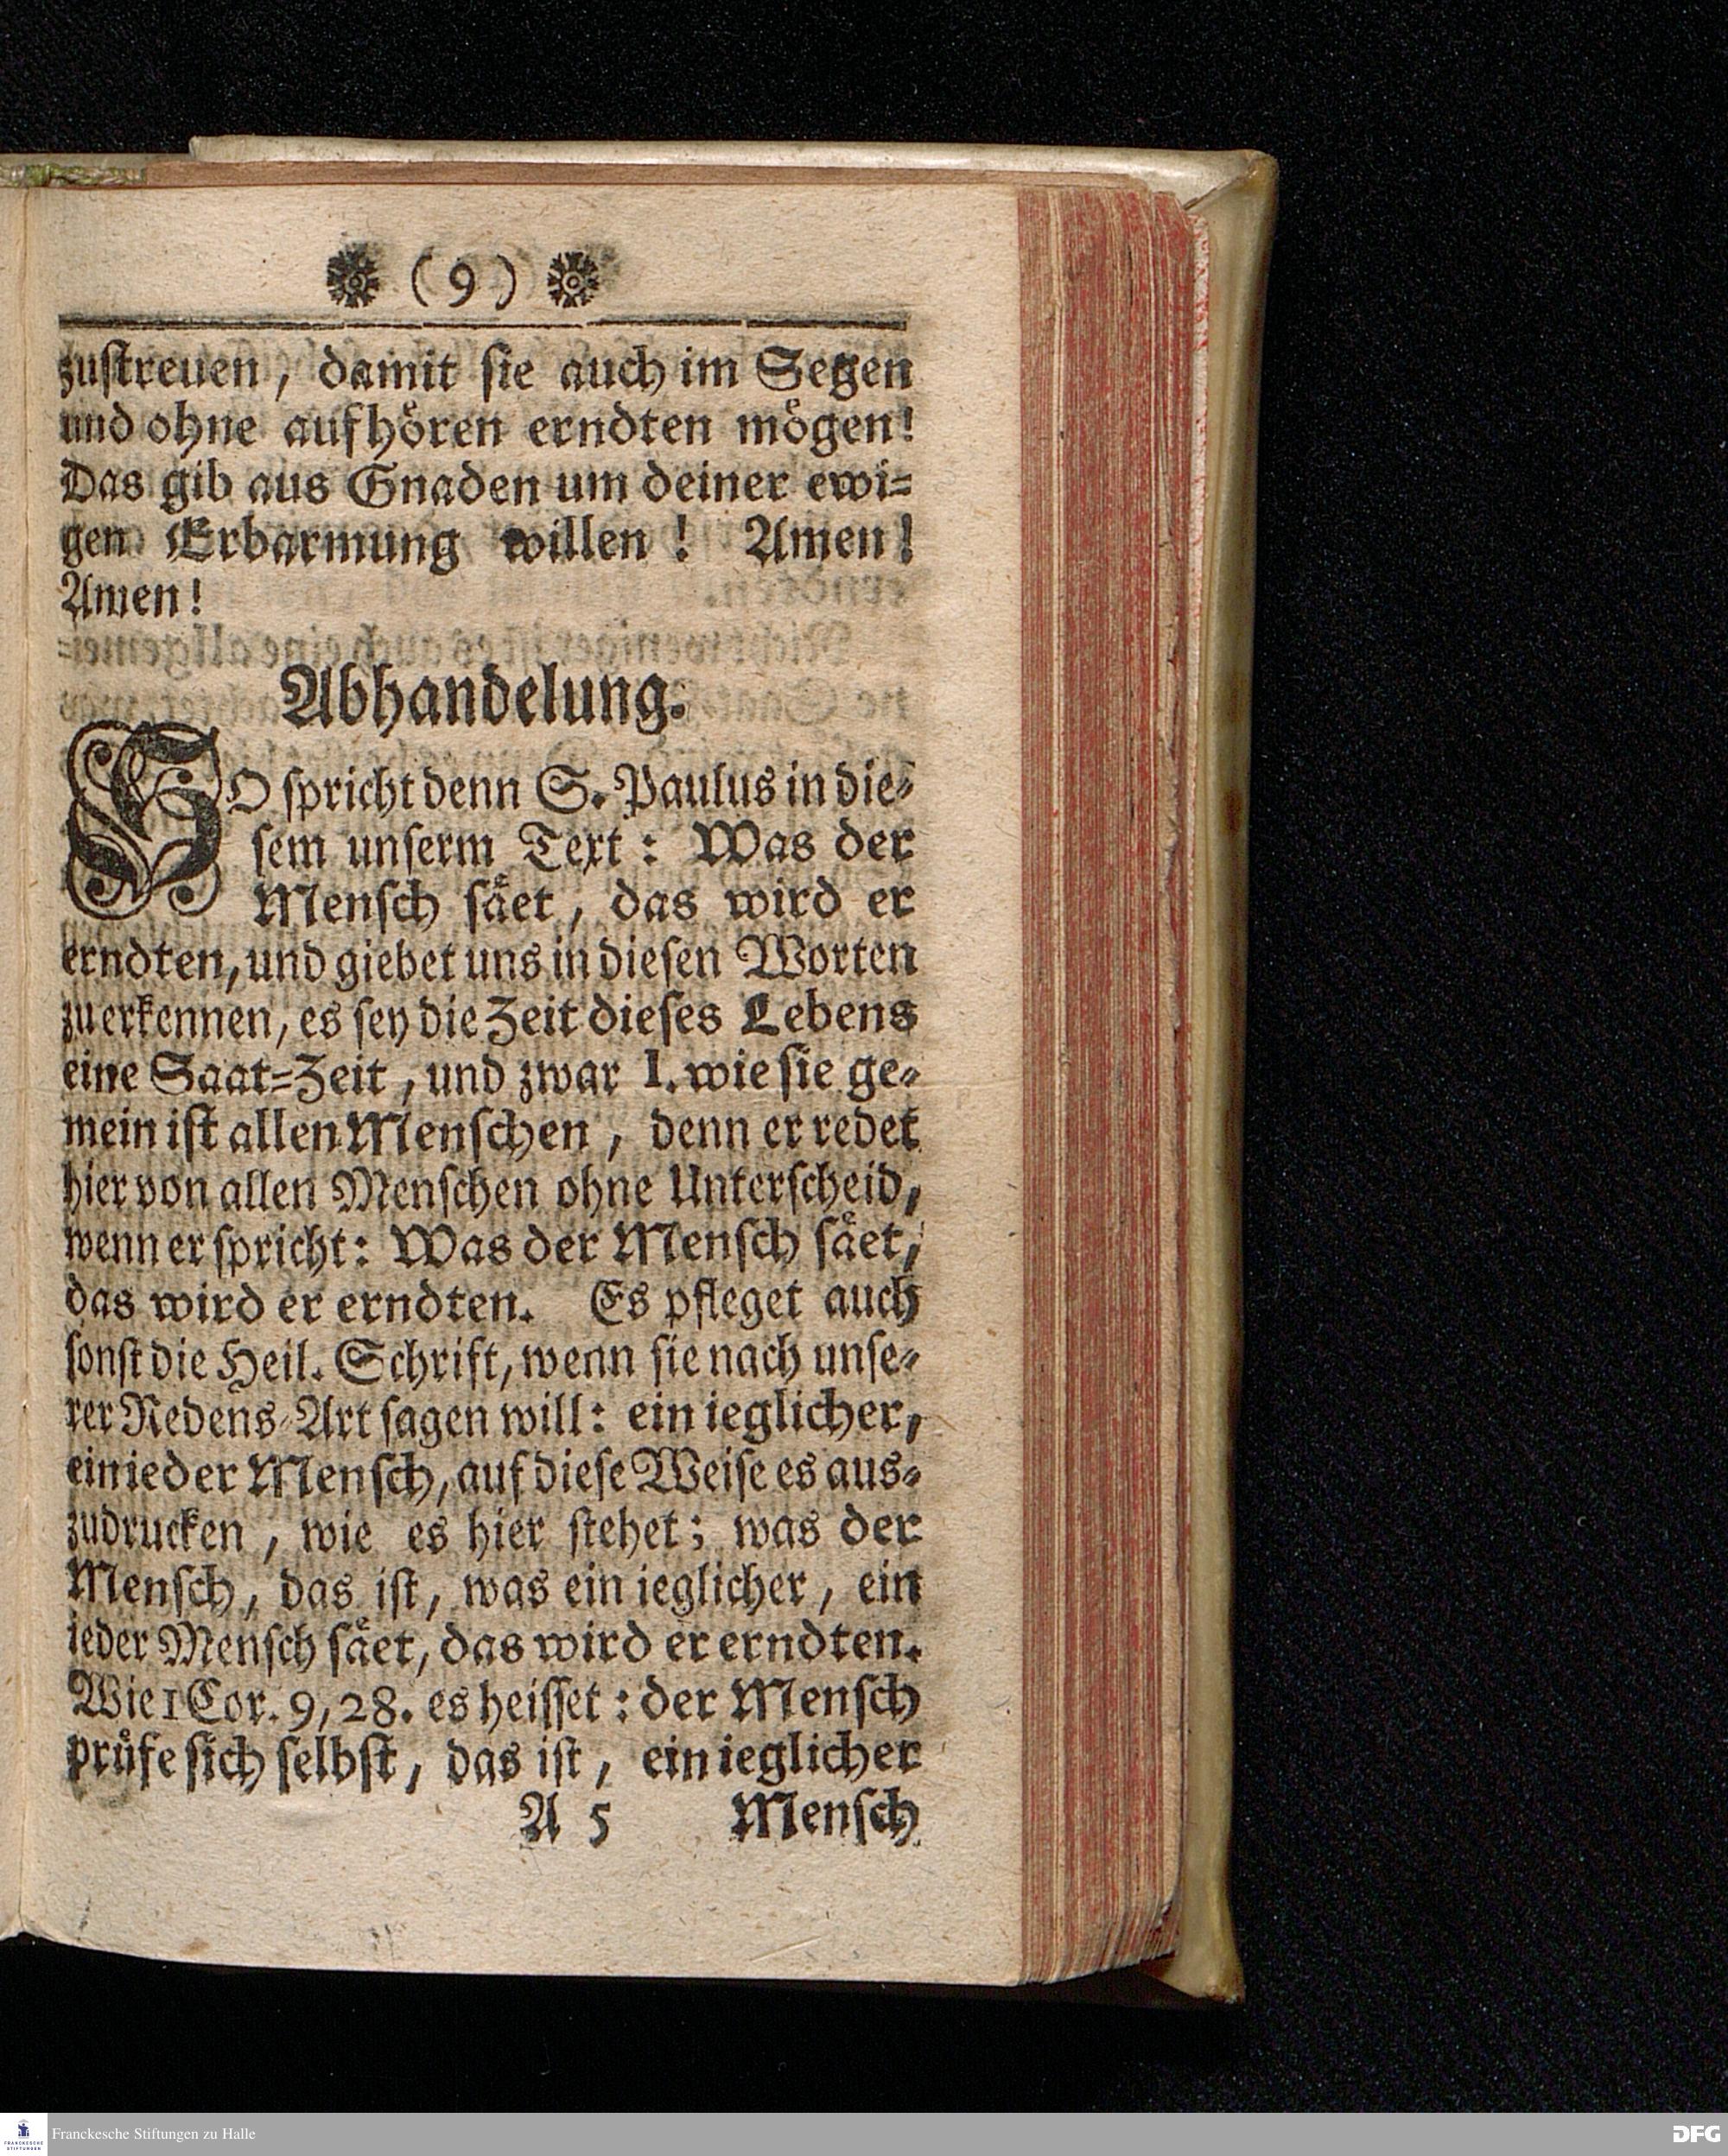 ( 9 )
zustreuen, damit sie auch im Segen
und ohne aufhören erndten mögen!
Das gib aus Gnaden um deiner ewi-
gen Erbarmung willen! Amen!
Amen!
Abhandelung.
SO spricht denn S. Paulus in die-
sem unserm Text: Was der
Mensch säet, das wird er
erndten, und giebet uns in diesen Worten
zu erkennen, es sey die Zeit dieses Lebens
eine Saat-Zeit, und zwar I. wie sie ge-
mein ist allen Menschen, denn er redet
hier von allen Menschen ohne Unterscheid,
wenn er spricht: Was der Mensch säet,
das wird er erndten. Es pfleget auch
sonst die Heil. Schrift, wenn sie nach unse-
rer Redens-Art sagen will: ein ieglicher,
ein ieder Mensch, auf diese Weise es aus-
zudrucken, wie es hier stehet; was der
Mensch, das ist, was ein ieglicher, ein
ieder Mensch säet, das wird er erndten.
Wie 1 Cor. 9, 28. es heisset: der Mensch
prüfe sich selbst, das ist, ein ieglicher
A 5 Mensch
FRANCKESCHE
STIFTUNGEN
Franckesche Stiftungen zu Halle
DFG